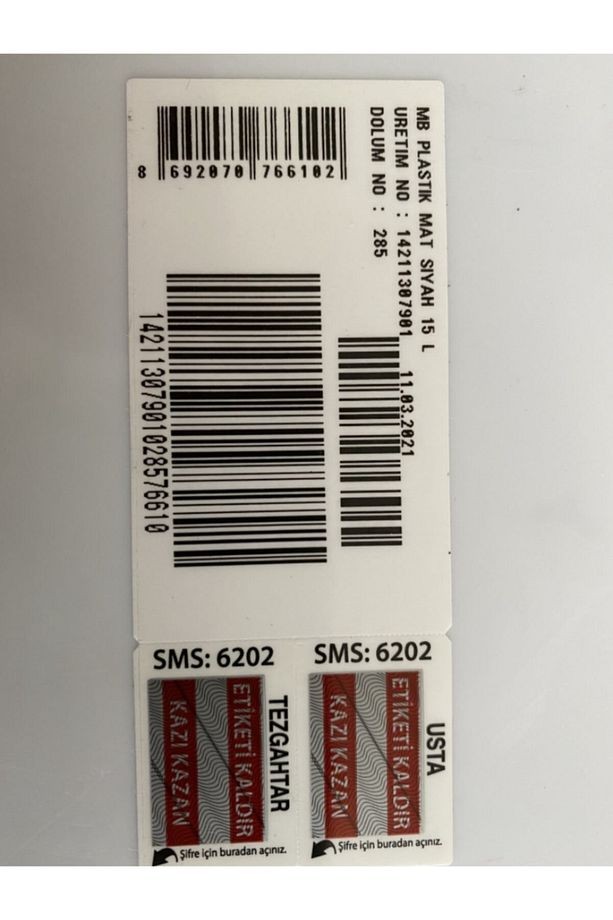 MB PLASTIK MAT SIYAH 15 L
URETIM NO : 14211307901 11.03.2021
DOLUM NO : 285
8 692070 766102
14211307901028576610
SMS: 6202
TEZGAHTAR
ETİKETİ KALDIR
KAZI KAZAN
Şifre için buradan açınız.
SMS: 6202
USTA
ETİKETİ KALDIR
KAZI KAZAN
Şifre için buradan açınız.